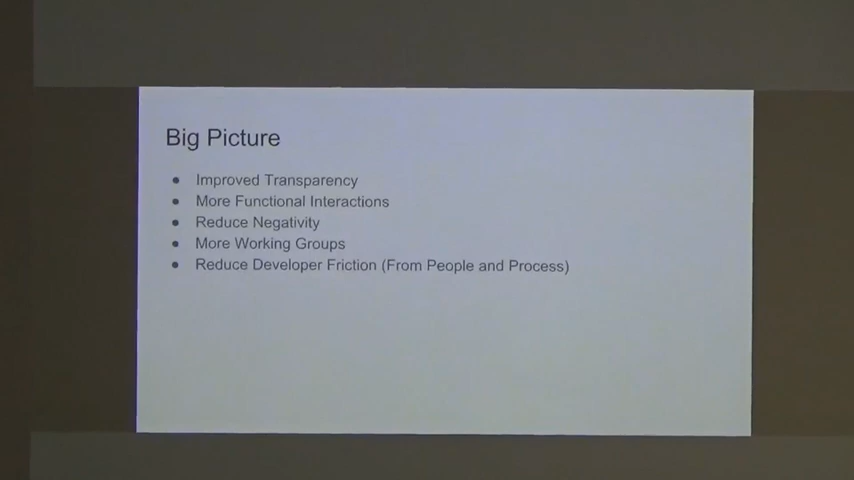 Big Picture
● Improved Transparency
● More Functional Interactions
● Reduce Negativity
● More Working Groups
● Reduce Developer Friction (From People and Process)